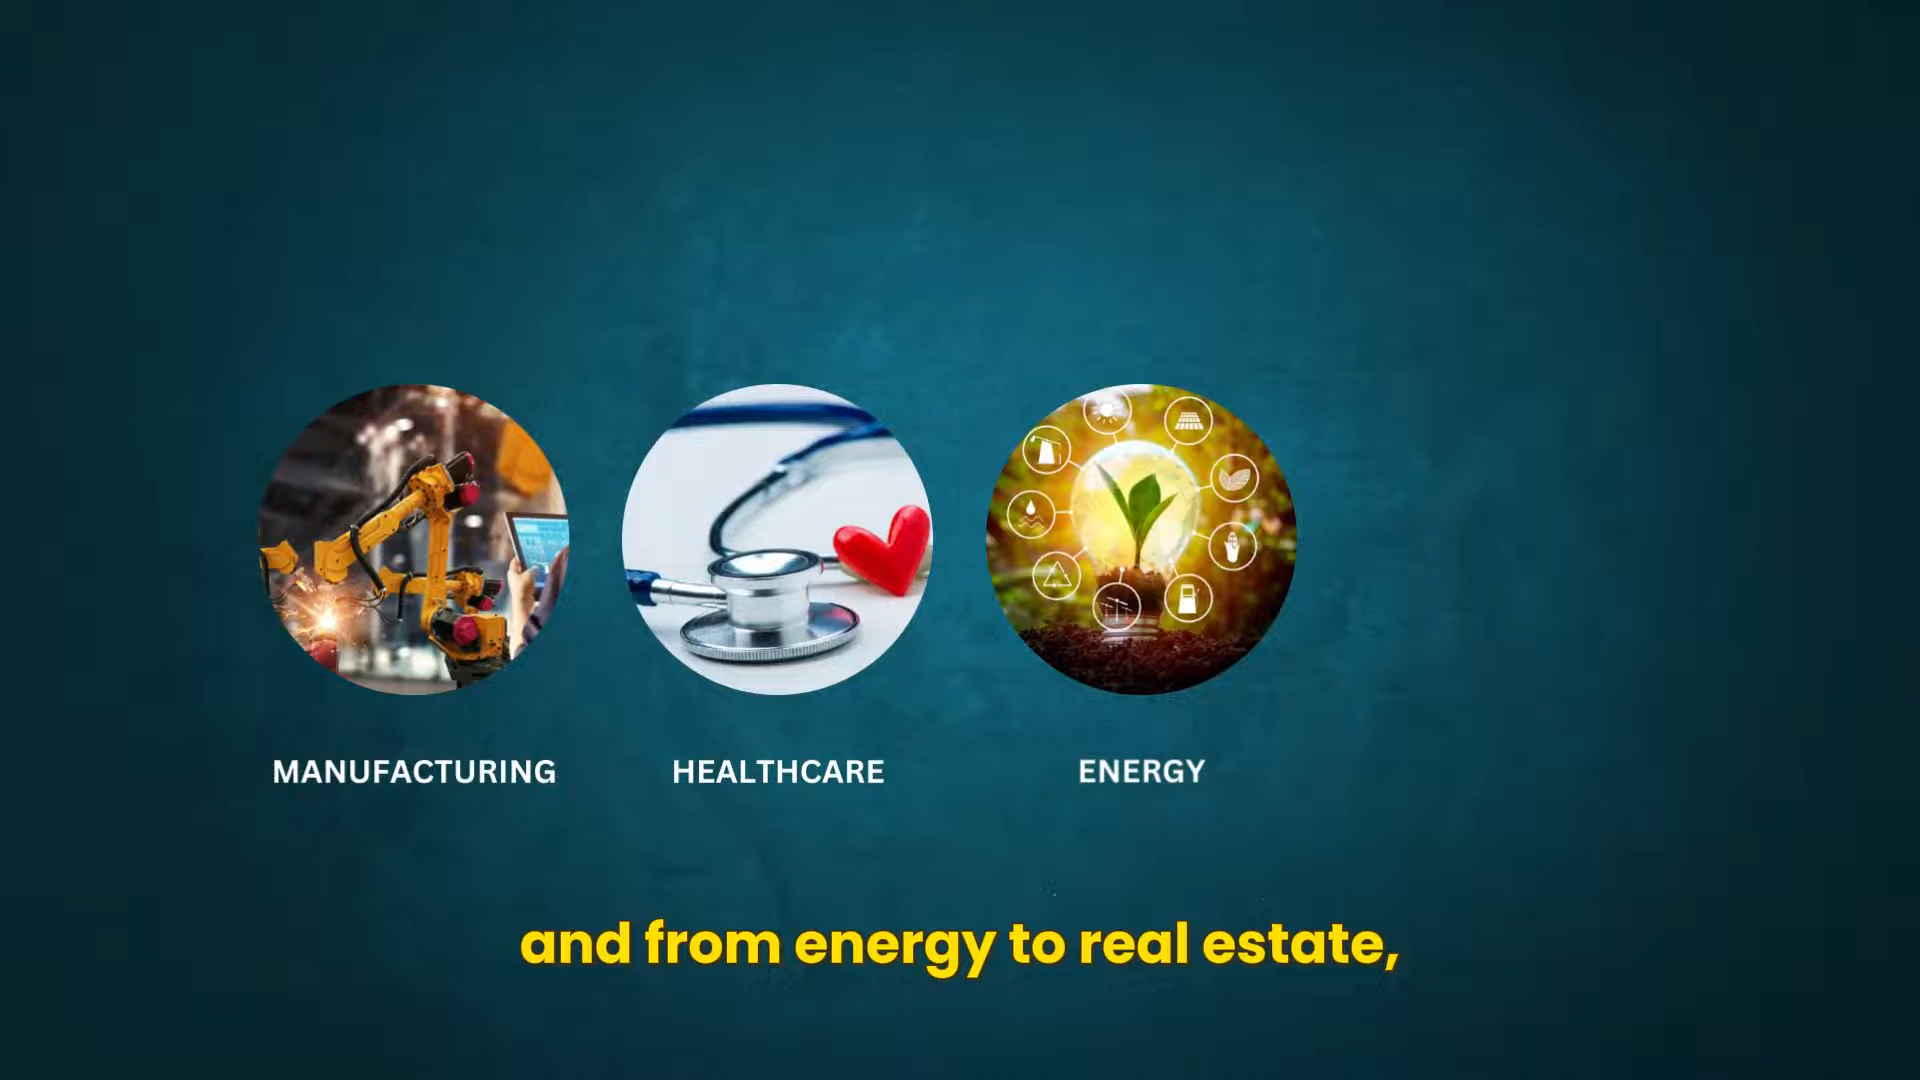 MANUFACTURING
HEALTHCARE
ENERGY
and from energy to real estate,